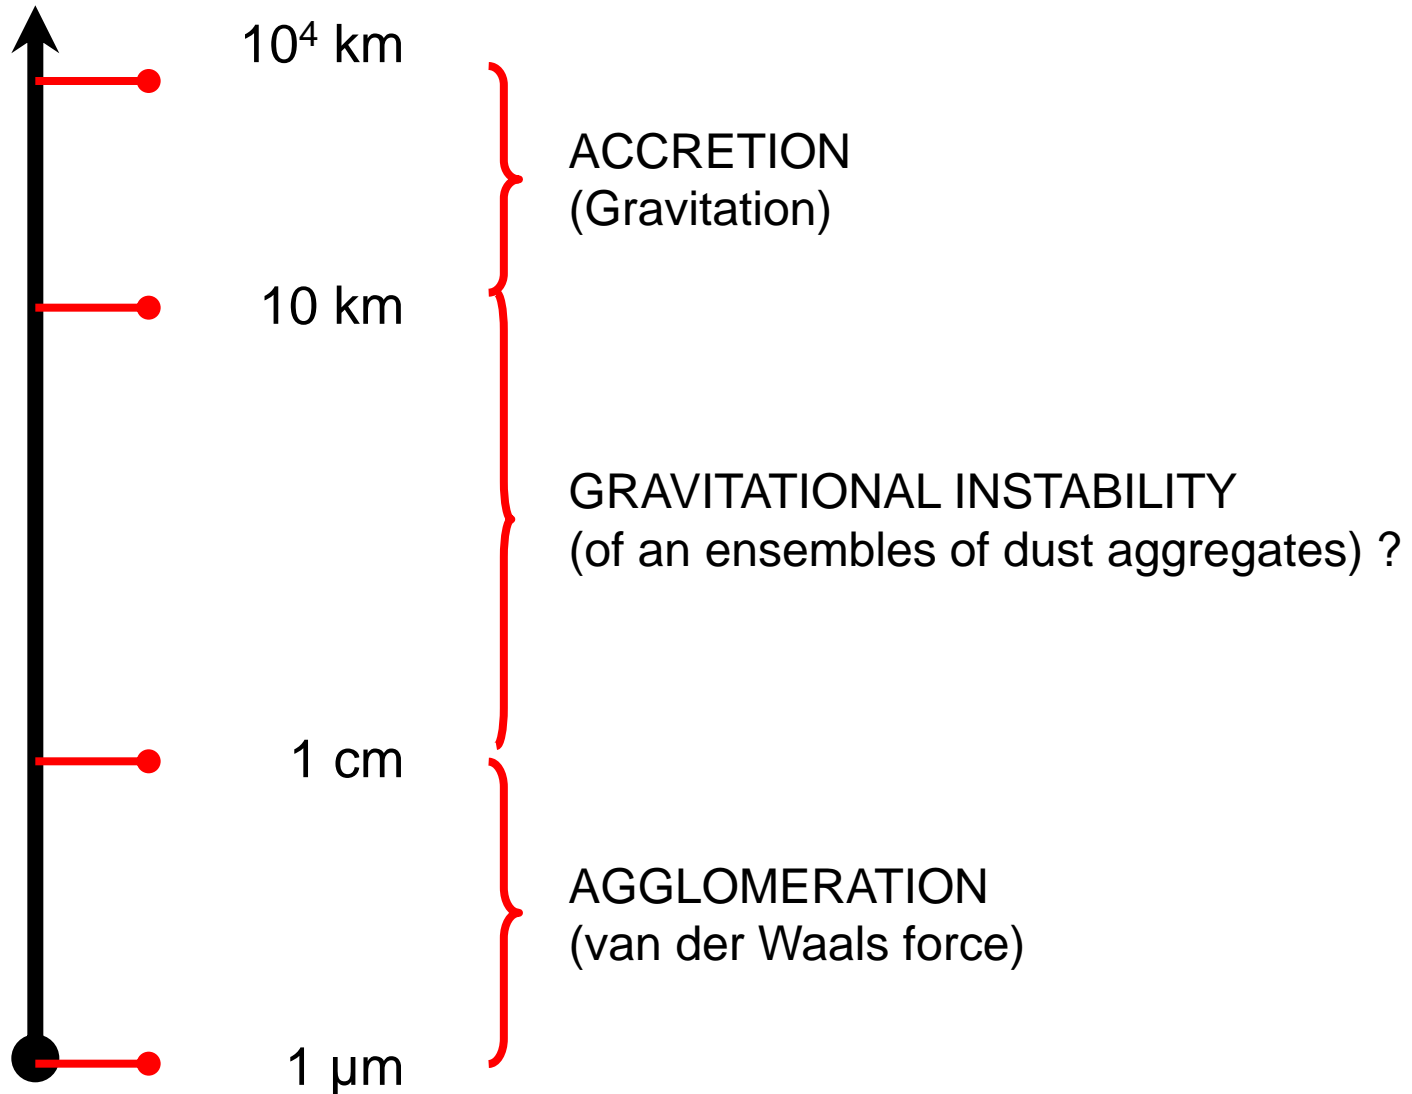 10⁴ km
ACCRETION
(Gravitation)
10 km
GRAVITATIONAL INSTABILITY
(of an ensembles of dust aggregates) ?
1 cm
AGGLOMERATION
(van der Waals force)
1 µm